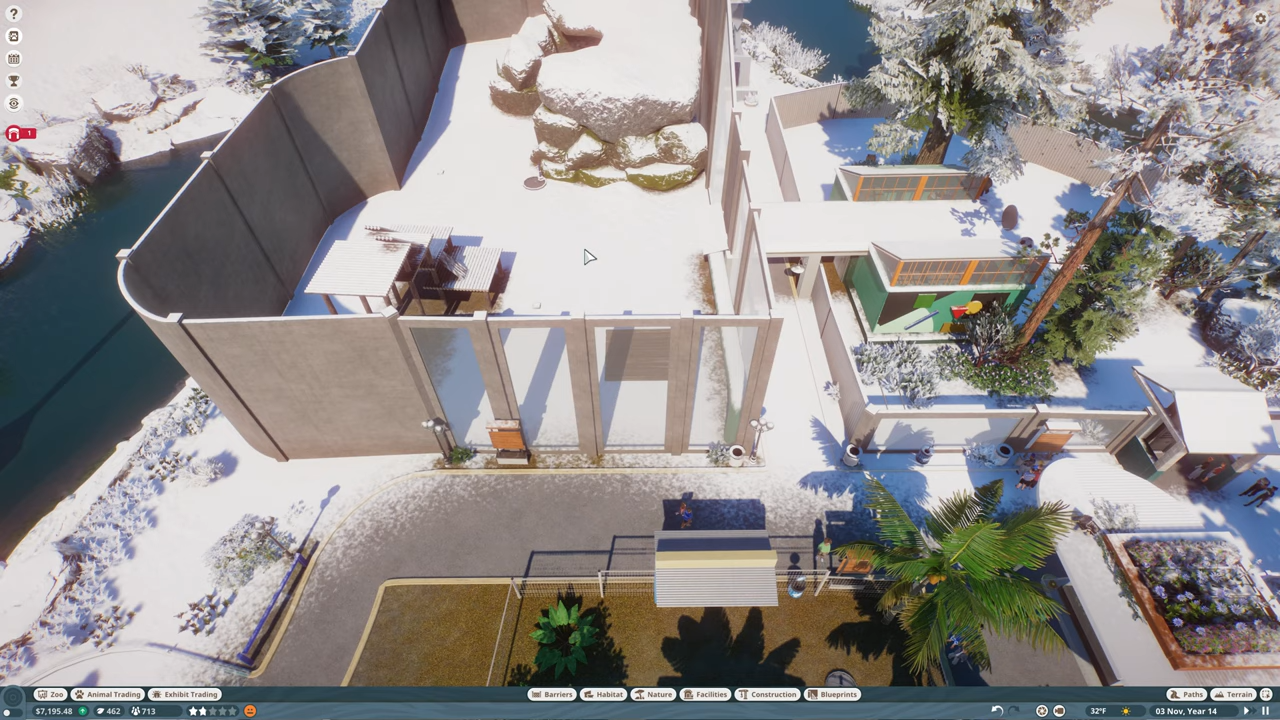 ?
1
Zoo
Animal Trading
Exhibit Trading
Barriers
Habitat
Nature
Facilities
Construction
Blueprints
Paths
Terrain
$7,195.48
462
713
32°F
03 Nov, Year 14